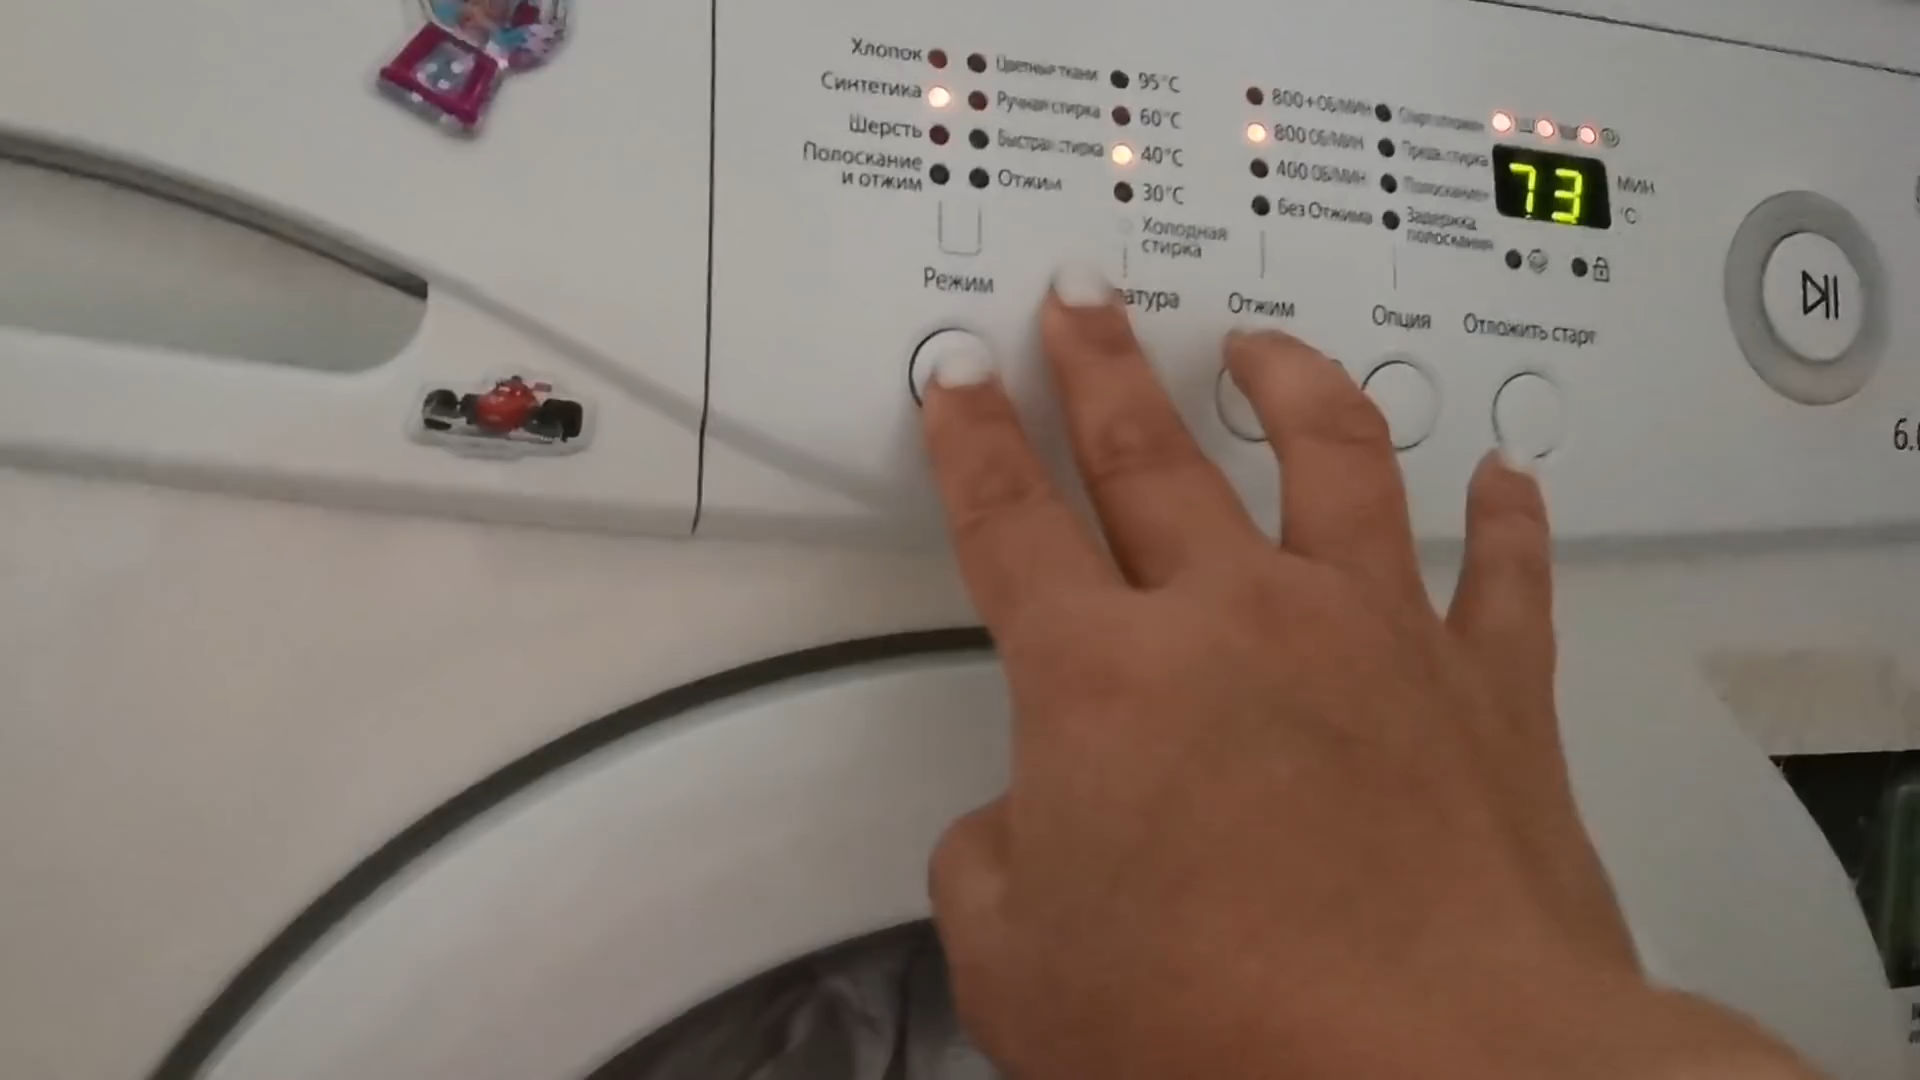 Хлопок
Синтетика
Шерсть
Полоскание
и отжим
Цветные ткани
Ручная стирка
Быстрая стирка
Отжим
Режим
95°C
60°C
40°C
30°C
Холодная
стирка
атура
800+ОБ/МИН
800 ОБ/МИН
400 ОБ/МИН
Без Отжима
Отжим
Предв. стирка
Полоскание+
Задержка
полоскания
Опция
73
МИН
°C
Отложить старт
6.